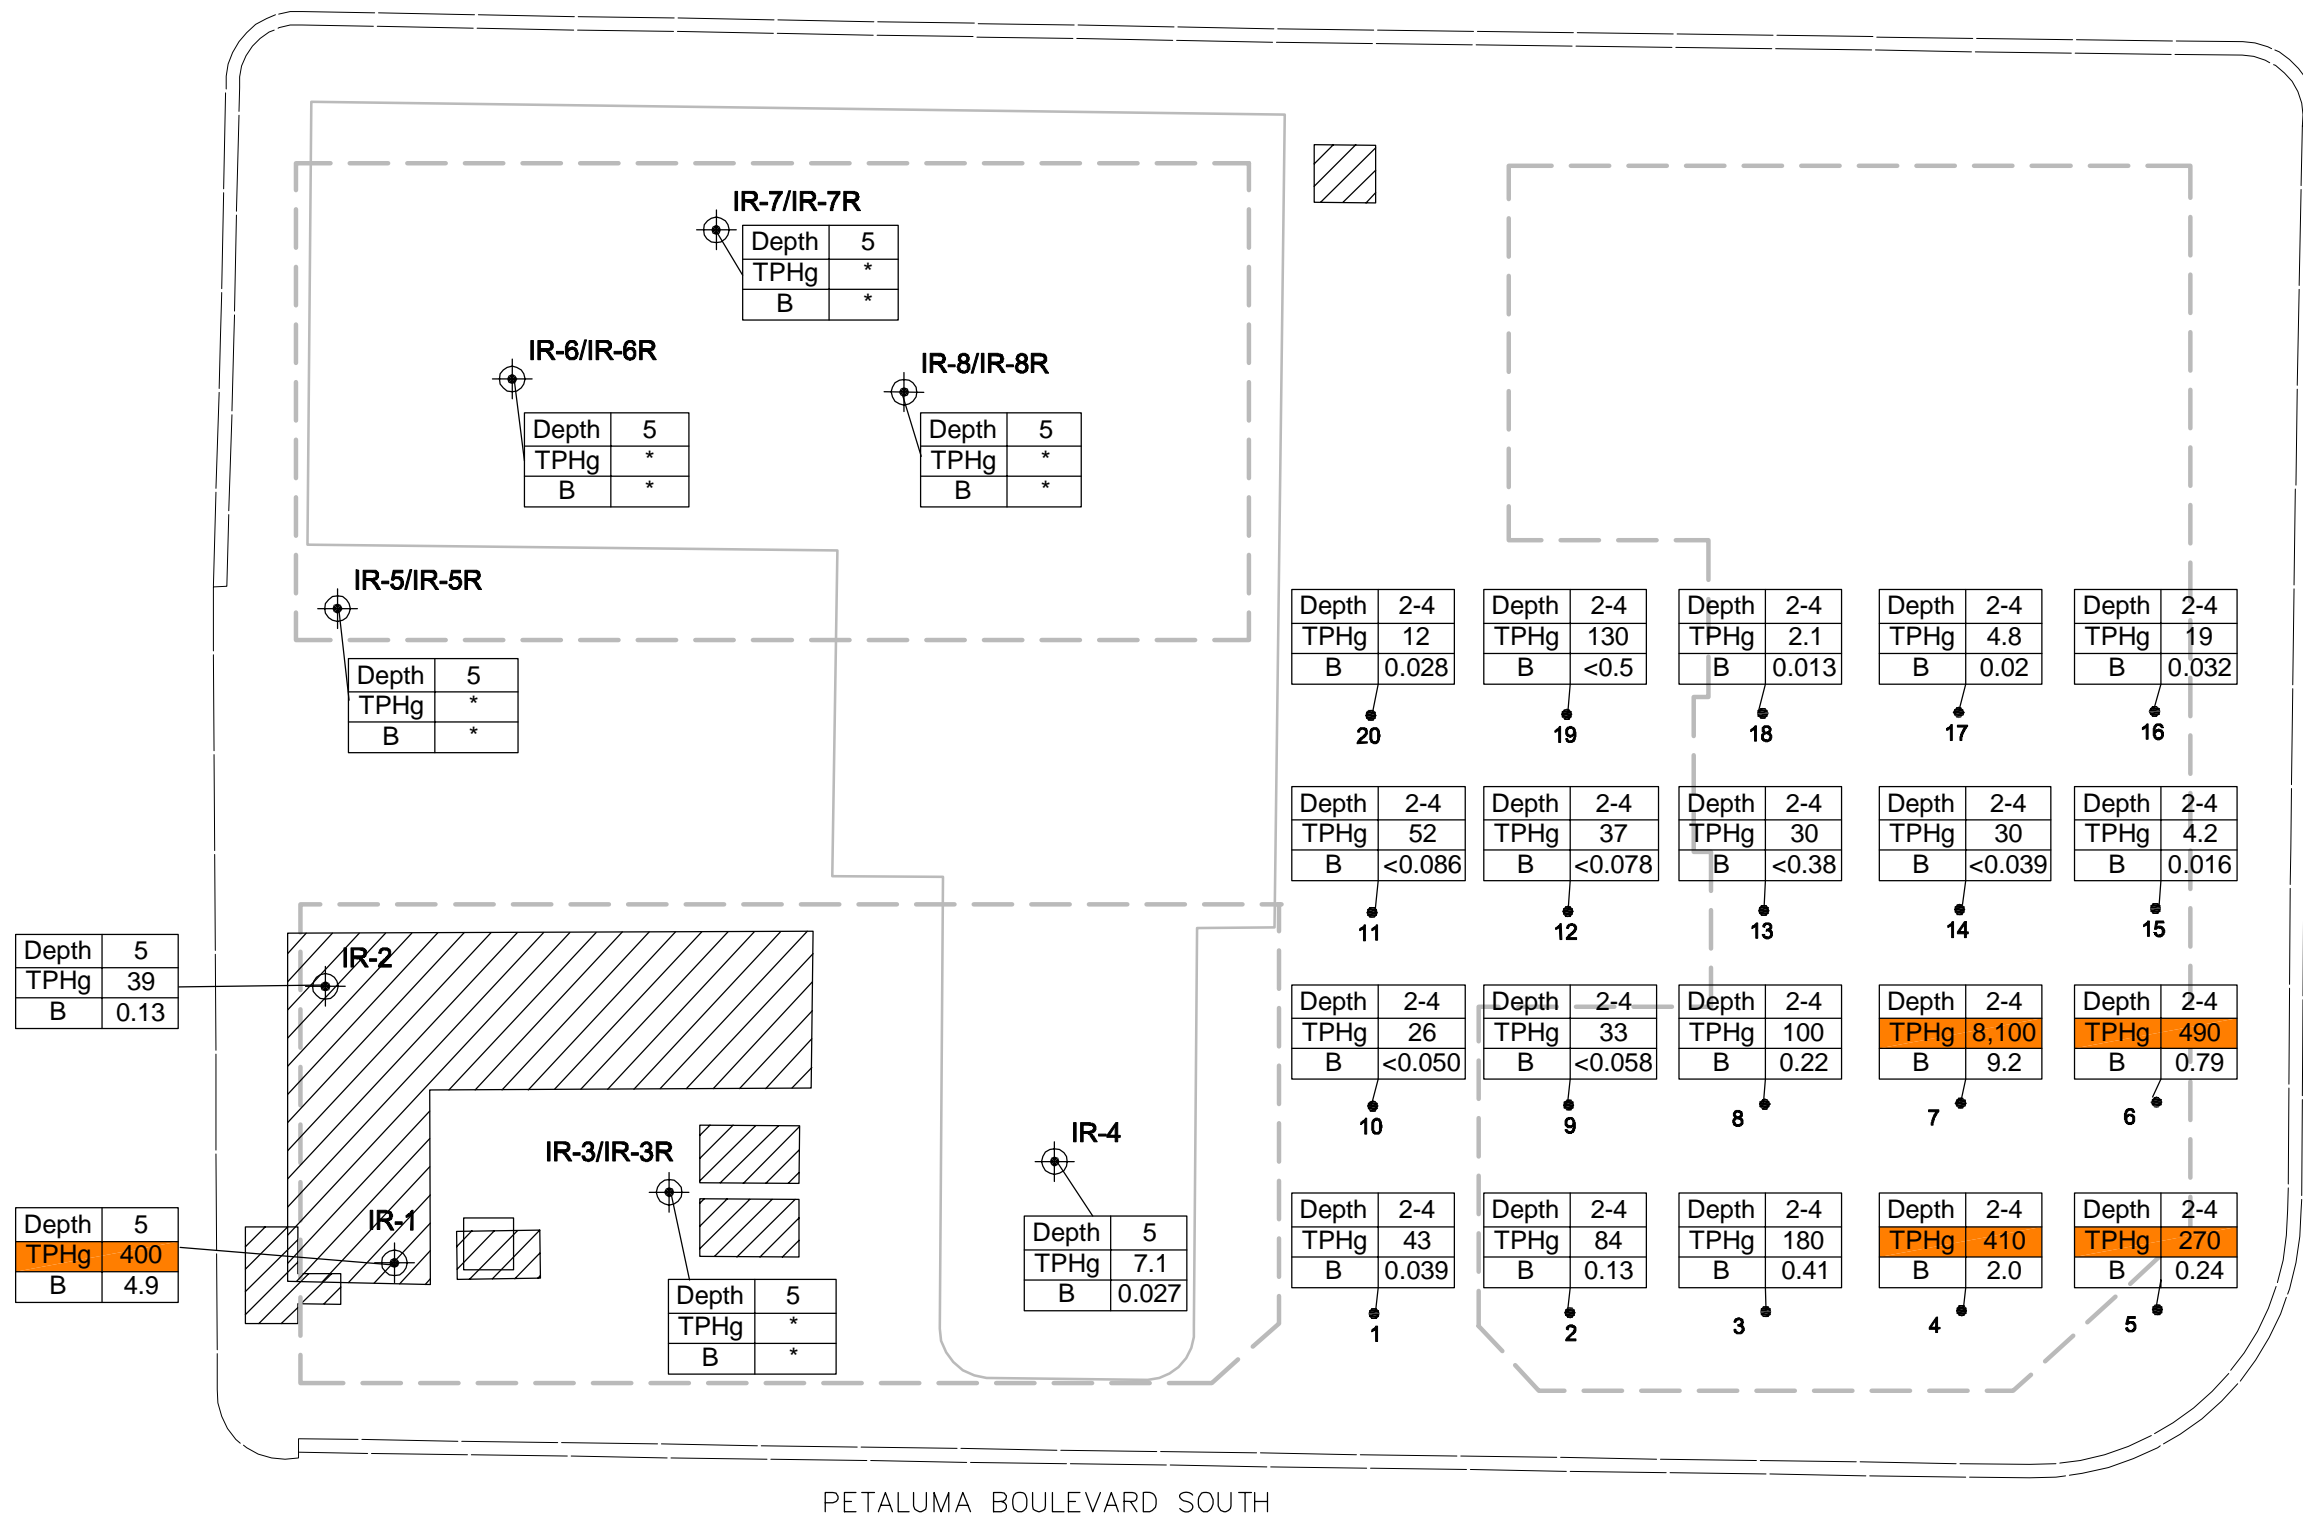 IR-7/IR-7R
Depth 5
TPHg *
B *
IR-6/IR-6R
Depth 5
TPHg *
B *
IR-8/IR-8R
Depth 5
TPHg *
B *
IR-5/IR-5R
Depth 5
TPHg *
B *
Depth 2-4
TPHg 12
B 0.028
20
Depth 2-4
TPHg 130
B <0.5
19
Depth 2-4
TPHg 2.1
B 0.013
18
Depth 2-4
TPHg 4.8
B 0.02
17
Depth 2-4
TPHg 19
B 0.032
16
Depth 2-4
TPHg 52
B <0.086
11
Depth 2-4
TPHg 37
B <0.078
12
Depth 2-4
TPHg 30
B <0.38
13
Depth 2-4
TPHg 30
B <0.039
14
Depth 2-4
TPHg 4.2
B 0.016
15
IR-2
Depth 5
TPHg 39
B 0.13
Depth 2-4
TPHg 26
B <0.050
10
Depth 2-4
TPHg 33
B <0.058
9
Depth 2-4
TPHg 100
B 0.22
8
Depth 2-4
TPHg 8,100
B 9.2
7
Depth 2-4
TPHg 490
B 0.79
6
IR-1
Depth 5
TPHg 400
B 4.9
IR-3/IR-3R
Depth 5
TPHg *
B *
IR-4
Depth 5
TPHg 7.1
B 0.027
Depth 2-4
TPHg 43
B 0.039
1
Depth 2-4
TPHg 84
B 0.13
2
Depth 2-4
TPHg 180
B 0.41
3
Depth 2-4
TPHg 410
B 2.0
4
Depth 2-4
TPHg 270
B 0.24
5
PETALUMA BOULEVARD SOUTH